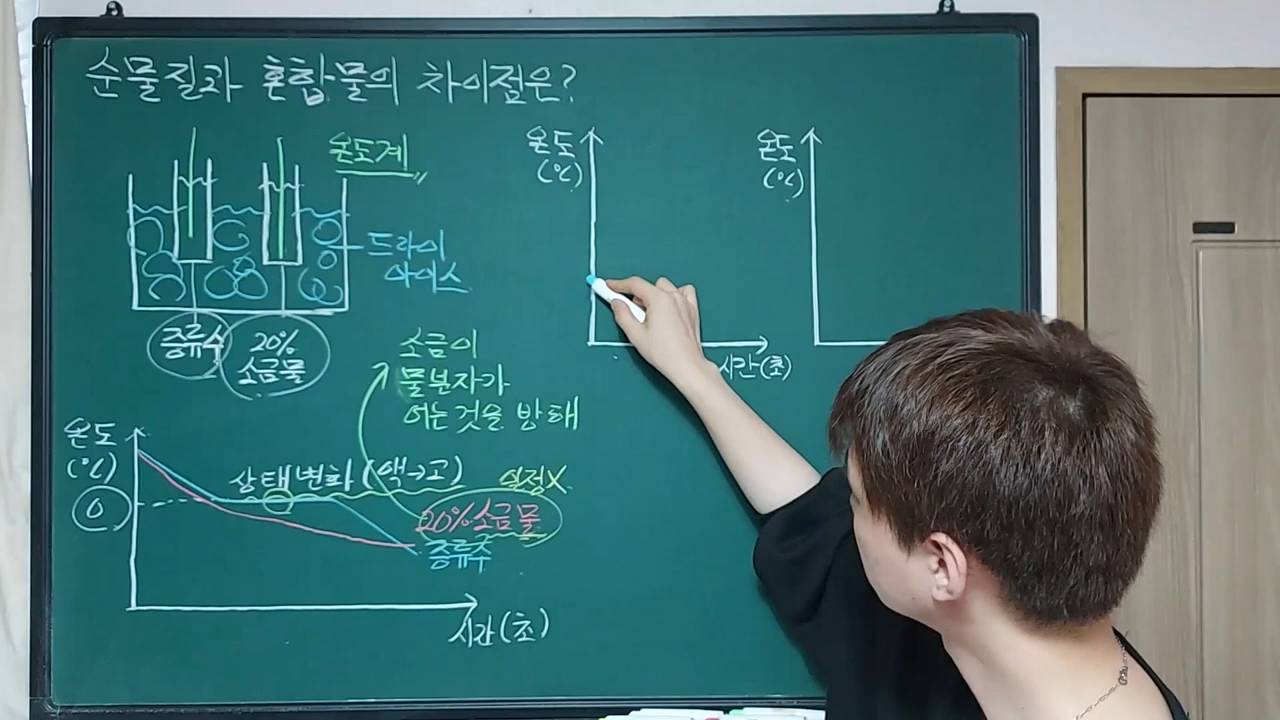 순물질과 혼합물의 차이점은?
온도계
드라이
아이스
증류수
20%
소금물
소금이
물분자가
어는것을 방해
온도
(℃)
0
상태변화 (액→고)
일정X
20%소금물
증류수
시간(초)
온도
(℃)
시간(초)
온도
(℃)